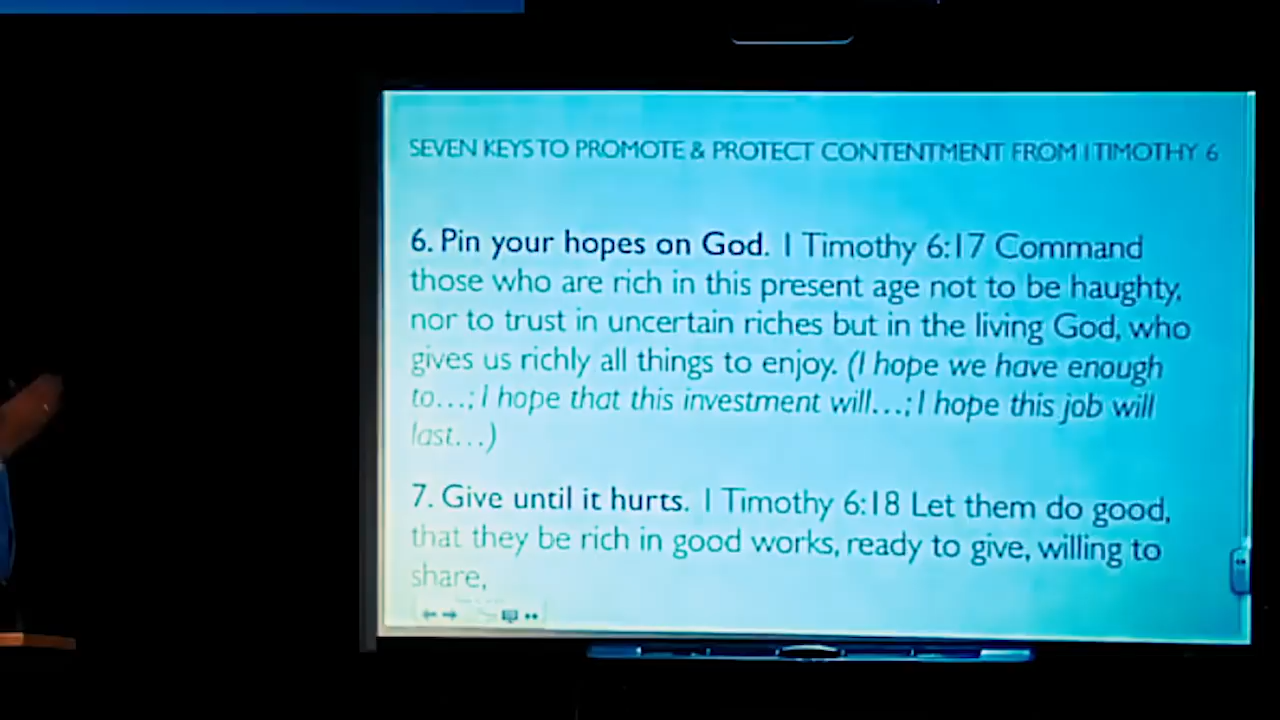 SEVEN KEYS TO PROMOTE & PROTECT CONTENTMENT FROM I TIMOTHY 6
6. Pin your hopes on God. I Timothy 6:17 Command
those who are rich in this present age not to be haughty,
nor to trust in uncertain riches but in the living God, who
gives us richly all things to enjoy. (I hope we have enough
to...; I hope that this investment will...; I hope this job will
last...)
7. Give until it hurts. I Timothy 6:18 Let them do good,
that they be rich in good works, ready to give, willing to
share,